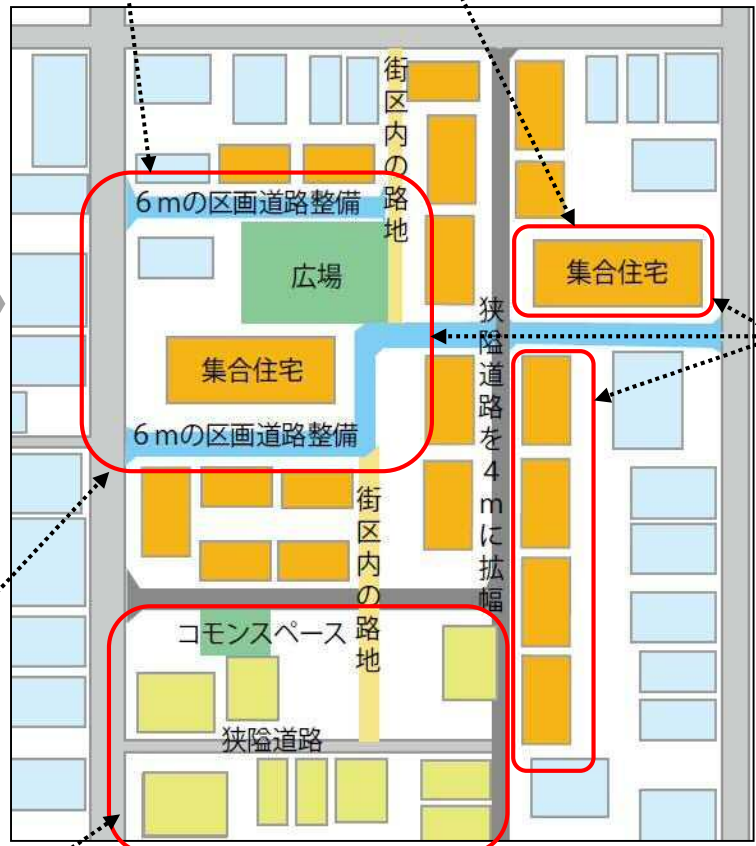 街区内の路地
6mの区画道路整備
広場
集合住宅
狭隘道路を4mに拡幅
集合住宅
6mの区画道路整備
街区内の路地
コモンスペース
狭隘道路